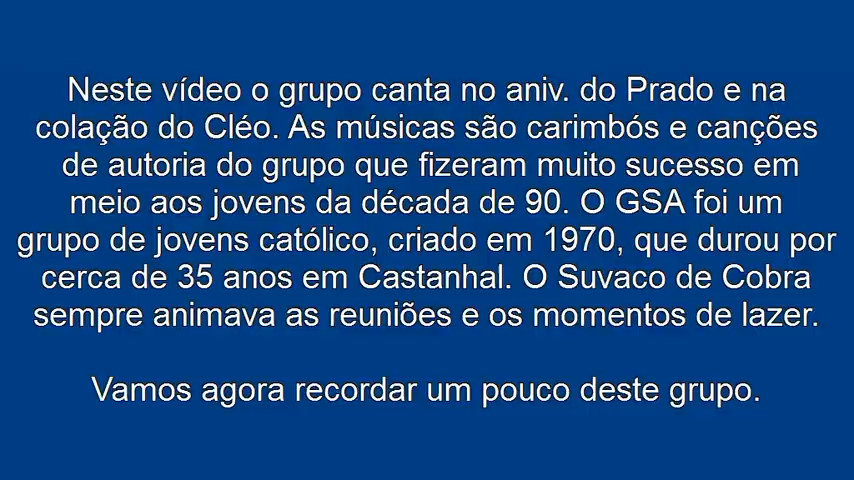 Neste vídeo o grupo canta no aniv. do Prado e na
colação do Cléo. As músicas são carimbós e canções
de autoria do grupo que fizeram muito sucesso em
meio aos jovens da década de 90. O GSA foi um
grupo de jovens católico, criado em 1970, que durou por
cerca de 35 anos em Castanhal. O Suvaco de Cobra
sempre animava as reuniões e os momentos de lazer.
Vamos agora recordar um pouco deste grupo.